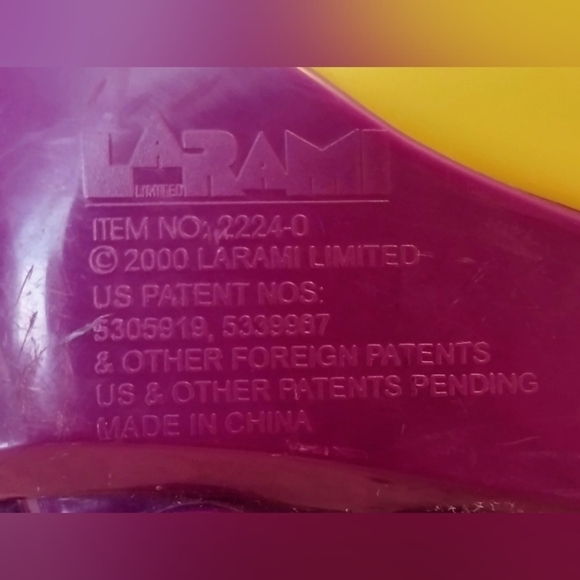 LARAMI
LIMITED
ITEM NO: 2224-0
© 2000 LARAMI LIMITED
US PATENT NOS:
5305919, 5339987
& OTHER FOREIGN PATENTS
US & OTHER PATENTS PENDING
MADE IN CHINA